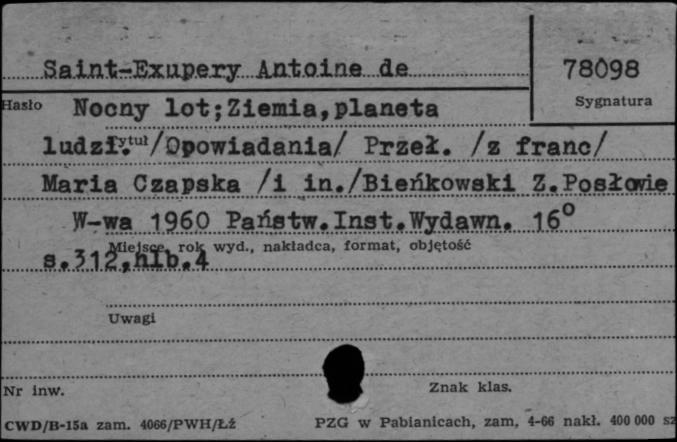 Saint-Exupery Antoine de
78098
Hasło
Sygnatura
Nocny lot;Ziemia,planeta
ludzi.
Tytuł
/Opowiadania/ Przeł. /z franc/
Maria Czapska /i in./Bieńkowski Z.Posłowie
W-wa 1960 Państw.Inst.Wydawn. 16°
Miejsce, rok wyd., nakładca, format, objętość
s.312,nlb.4
Uwagi
Nr inw.
Znak klas.
CWD/B-15a zam. 4066/PWH/Łź
PZG w Pabianicach, zam, 4-66 nakł. 400 000 sz